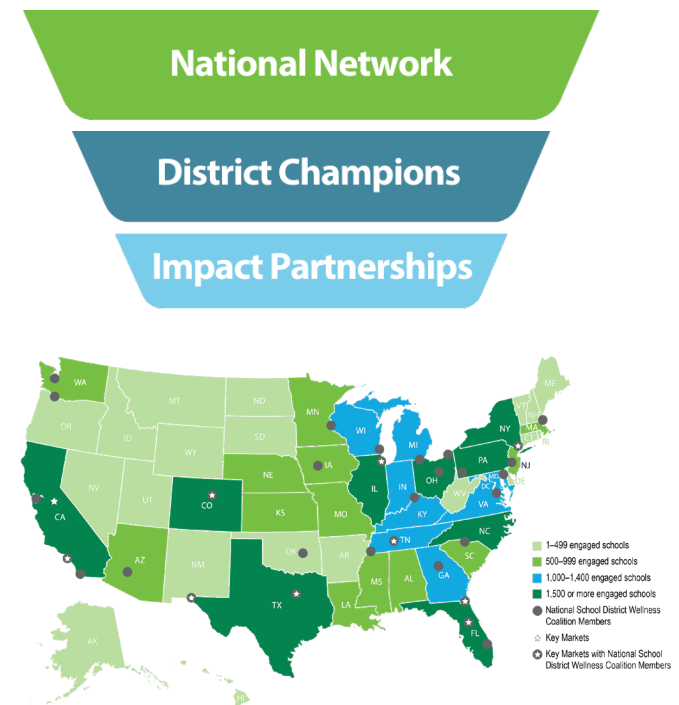 National Network
District Champions
Impact Partnerships
WA
OR
CA
NV
ID
MT
WY
UT
AZ
CO
NM
ND
SD
NE
KS
OK
TX
MN
IA
MO
AR
LA
WI
IL
MI
IN
OH
KY
TN
MS
AL
GA
FL
SC
NC
VA
WV
DC
MD
DE
PA
NJ
NY
CT
RI
MA
VT
NH
ME
AK
HI
1–499 engaged schools
500–999 engaged schools
1,000–1,400 engaged schools
1,500 or more engaged schools
National School District Wellness
Coalition Members
Key Markets
Key Markets with National School
District Wellness Coalition Members